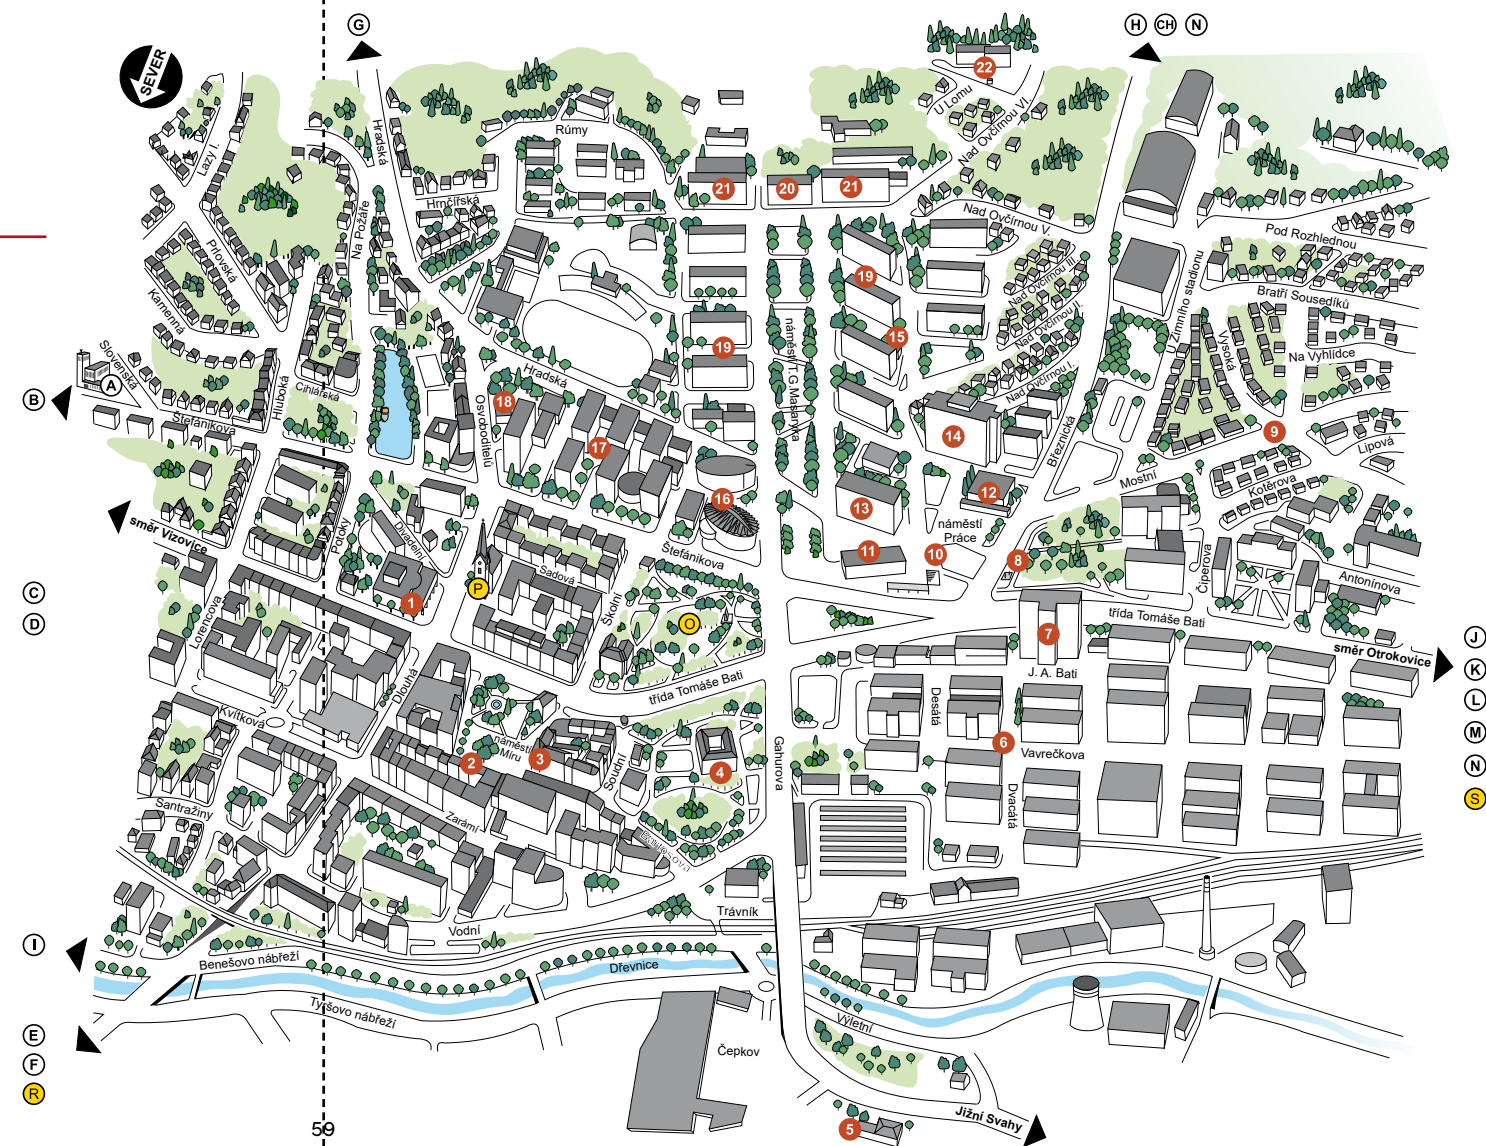 G
H CH N
SEVER
22
U Lomu
Nad Ovčírnou VI.
Lazy I.
Hradská
Růmy
21
20
21
Hrnčířská
Na Požáře
Nad Ovčírnou V.
Pod Rozhlednou
Plovská
Kamenná
19
Nad Ovčírnou III.
Nad Ovčírnou II.
U Zimního stadionu
Bratří Sousedíků
15
19
náměstí T.G.Masaryka
Vysoká
Na Vyhlídce
Slovenská
A
B
Hluboká
Cihlářská
Hradská
Nad Ovčírnou I.
Štefánikova
18
Osvoboditelů
17
14
Březnická
9
Lipová
Mostní
Kotěrova
12
13
16
směr Vizovice
Potoky
Divadelní
náměstí
Práce
Štefánikova
11
10
8
Čiperova
Antonínova
Sadová
P
C
D
1
Lorencova
Školní
O
třída Tomáše Bati
7
směr Otrokovice
J
K
L
M
N
S
J. A. Bati
Dlouhá
třída Tomáše Bati
Kvítková
Desátá
náměstí
Míru
2
3
4
6
Vavrečkova
Soudní
Gahurova
Dvacátá
Santražiny
Zarámí
Trávník
Vodní
I
Benešovo nábřeží
Dřevnice
Tyršovo nábřeží
Výletní
E
F
R
Čepkov
Jižní Svahy
5
59